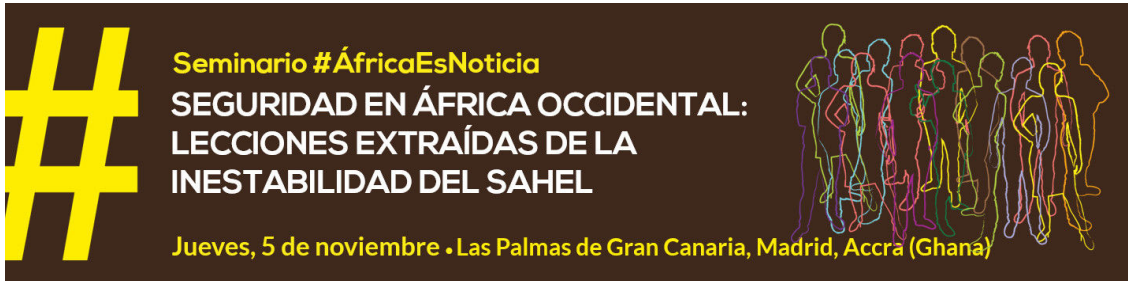 #
Seminario #ÁfricaEsNoticia
SEGURIDAD EN ÁFRICA OCCIDENTAL:
LECCIONES EXTRAÍDAS DE LA
INESTABILIDAD DEL SAHEL
Jueves, 5 de noviembre • Las Palmas de Gran Canaria, Madrid, Accra (Ghana)